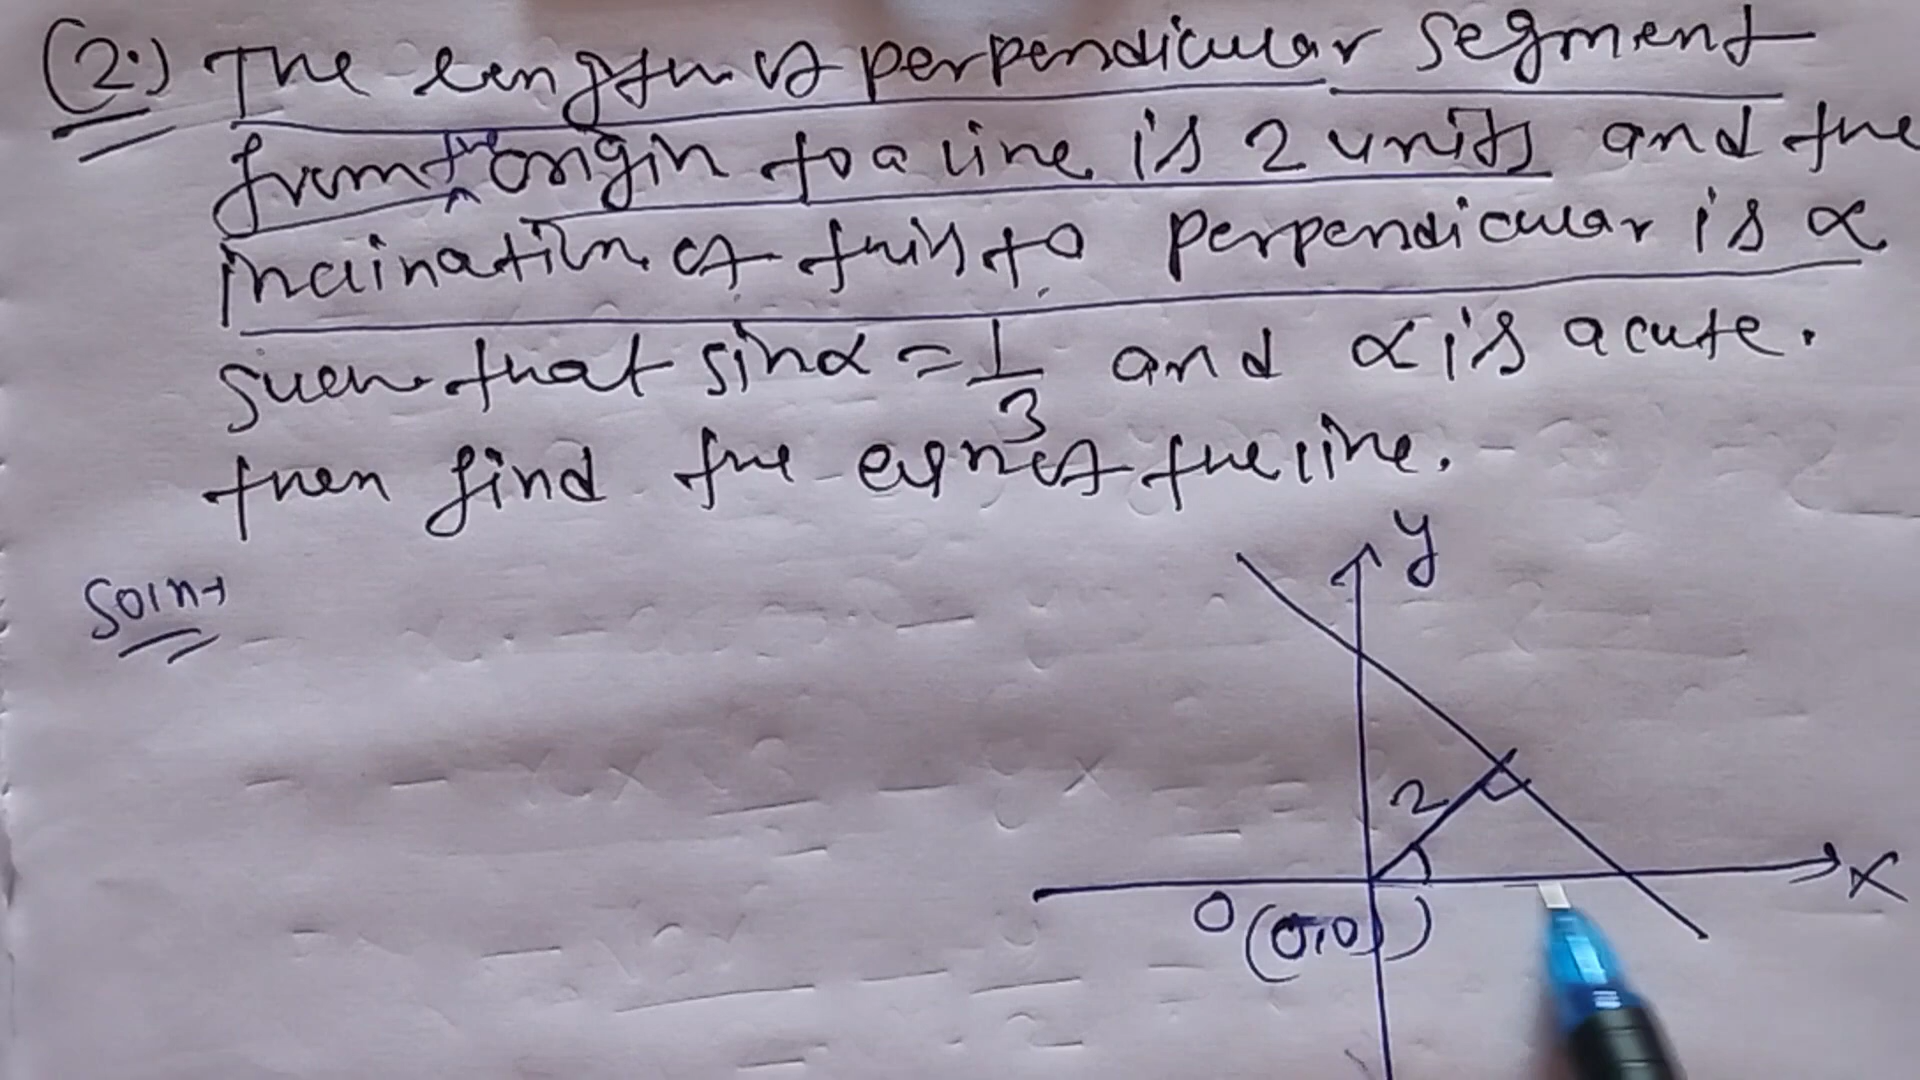 (2.) The length of perpendicular segment
from the origin to a line is 2 units and the
inclination of this to perpendicular is α
such that sinα = 1/3 and α is acute.
then find the eqn of the line.
Soln→
y
2
X
O (0,0)